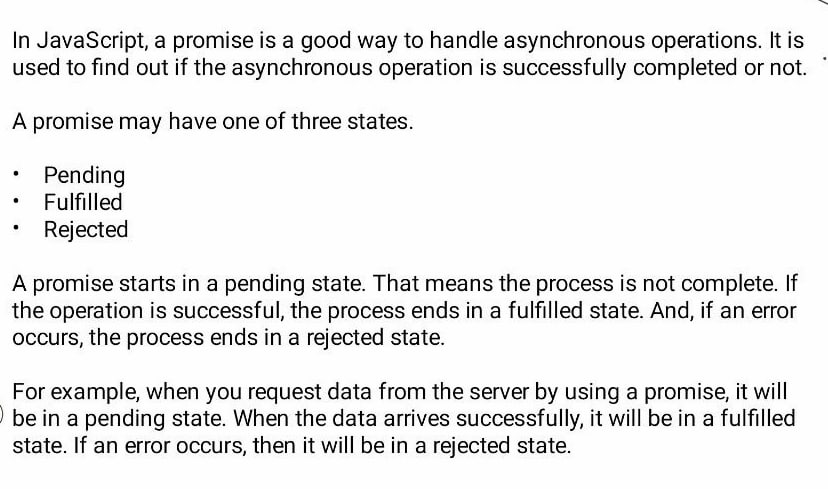 In JavaScript, a promise is a good way to handle asynchronous operations. It is
used to find out if the asynchronous operation is successfully completed or not.
A promise may have one of three states.
• Pending
• Fulfilled
• Rejected
A promise starts in a pending state. That means the process is not complete. If
the operation is successful, the process ends in a fulfilled state. And, if an error
occurs, the process ends in a rejected state.
For example, when you request data from the server by using a promise, it will
be in a pending state. When the data arrives successfully, it will be in a fulfilled
state. If an error occurs, then it will be in a rejected state.